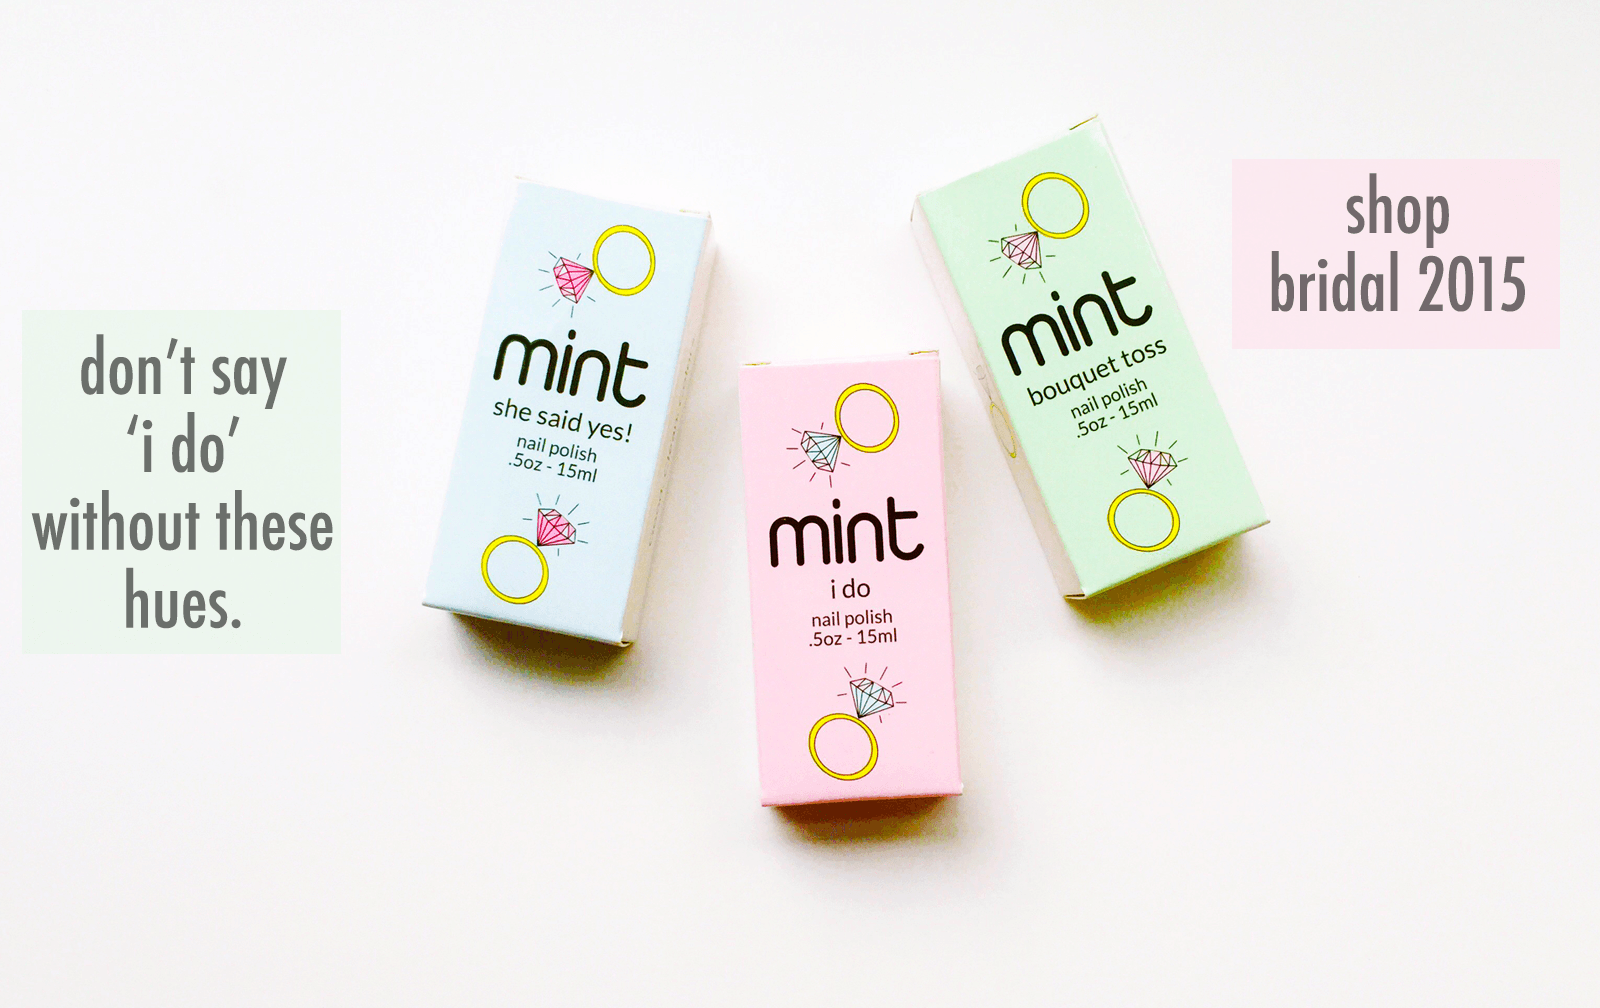 don't say
'i do'
without these
hues.
mint
she said yes!
nail polish
.5oz - 15ml
mint
i do
nail polish
.5oz - 15ml
mint
bouquet toss
nail polish
.5oz - 15ml
shop
bridal 2015